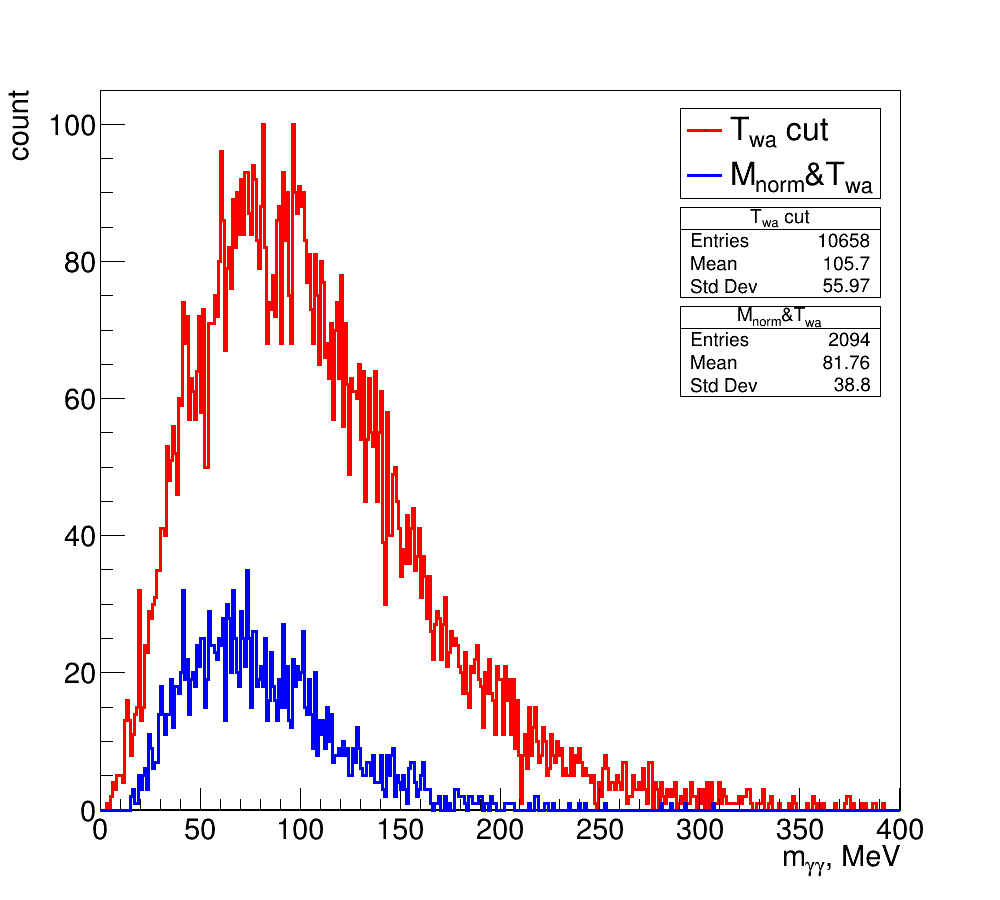 count
100
80
60
40
20
0
T_wa cut
M_norm&T_wa
T_wa cut
Entries 10658
Mean 105.7
Std Dev 55.97
M_norm&T_wa
Entries 2094
Mean 81.76
Std Dev 38.8
0 50 100 150 200 250 300 350 400
m_γγ, MeV